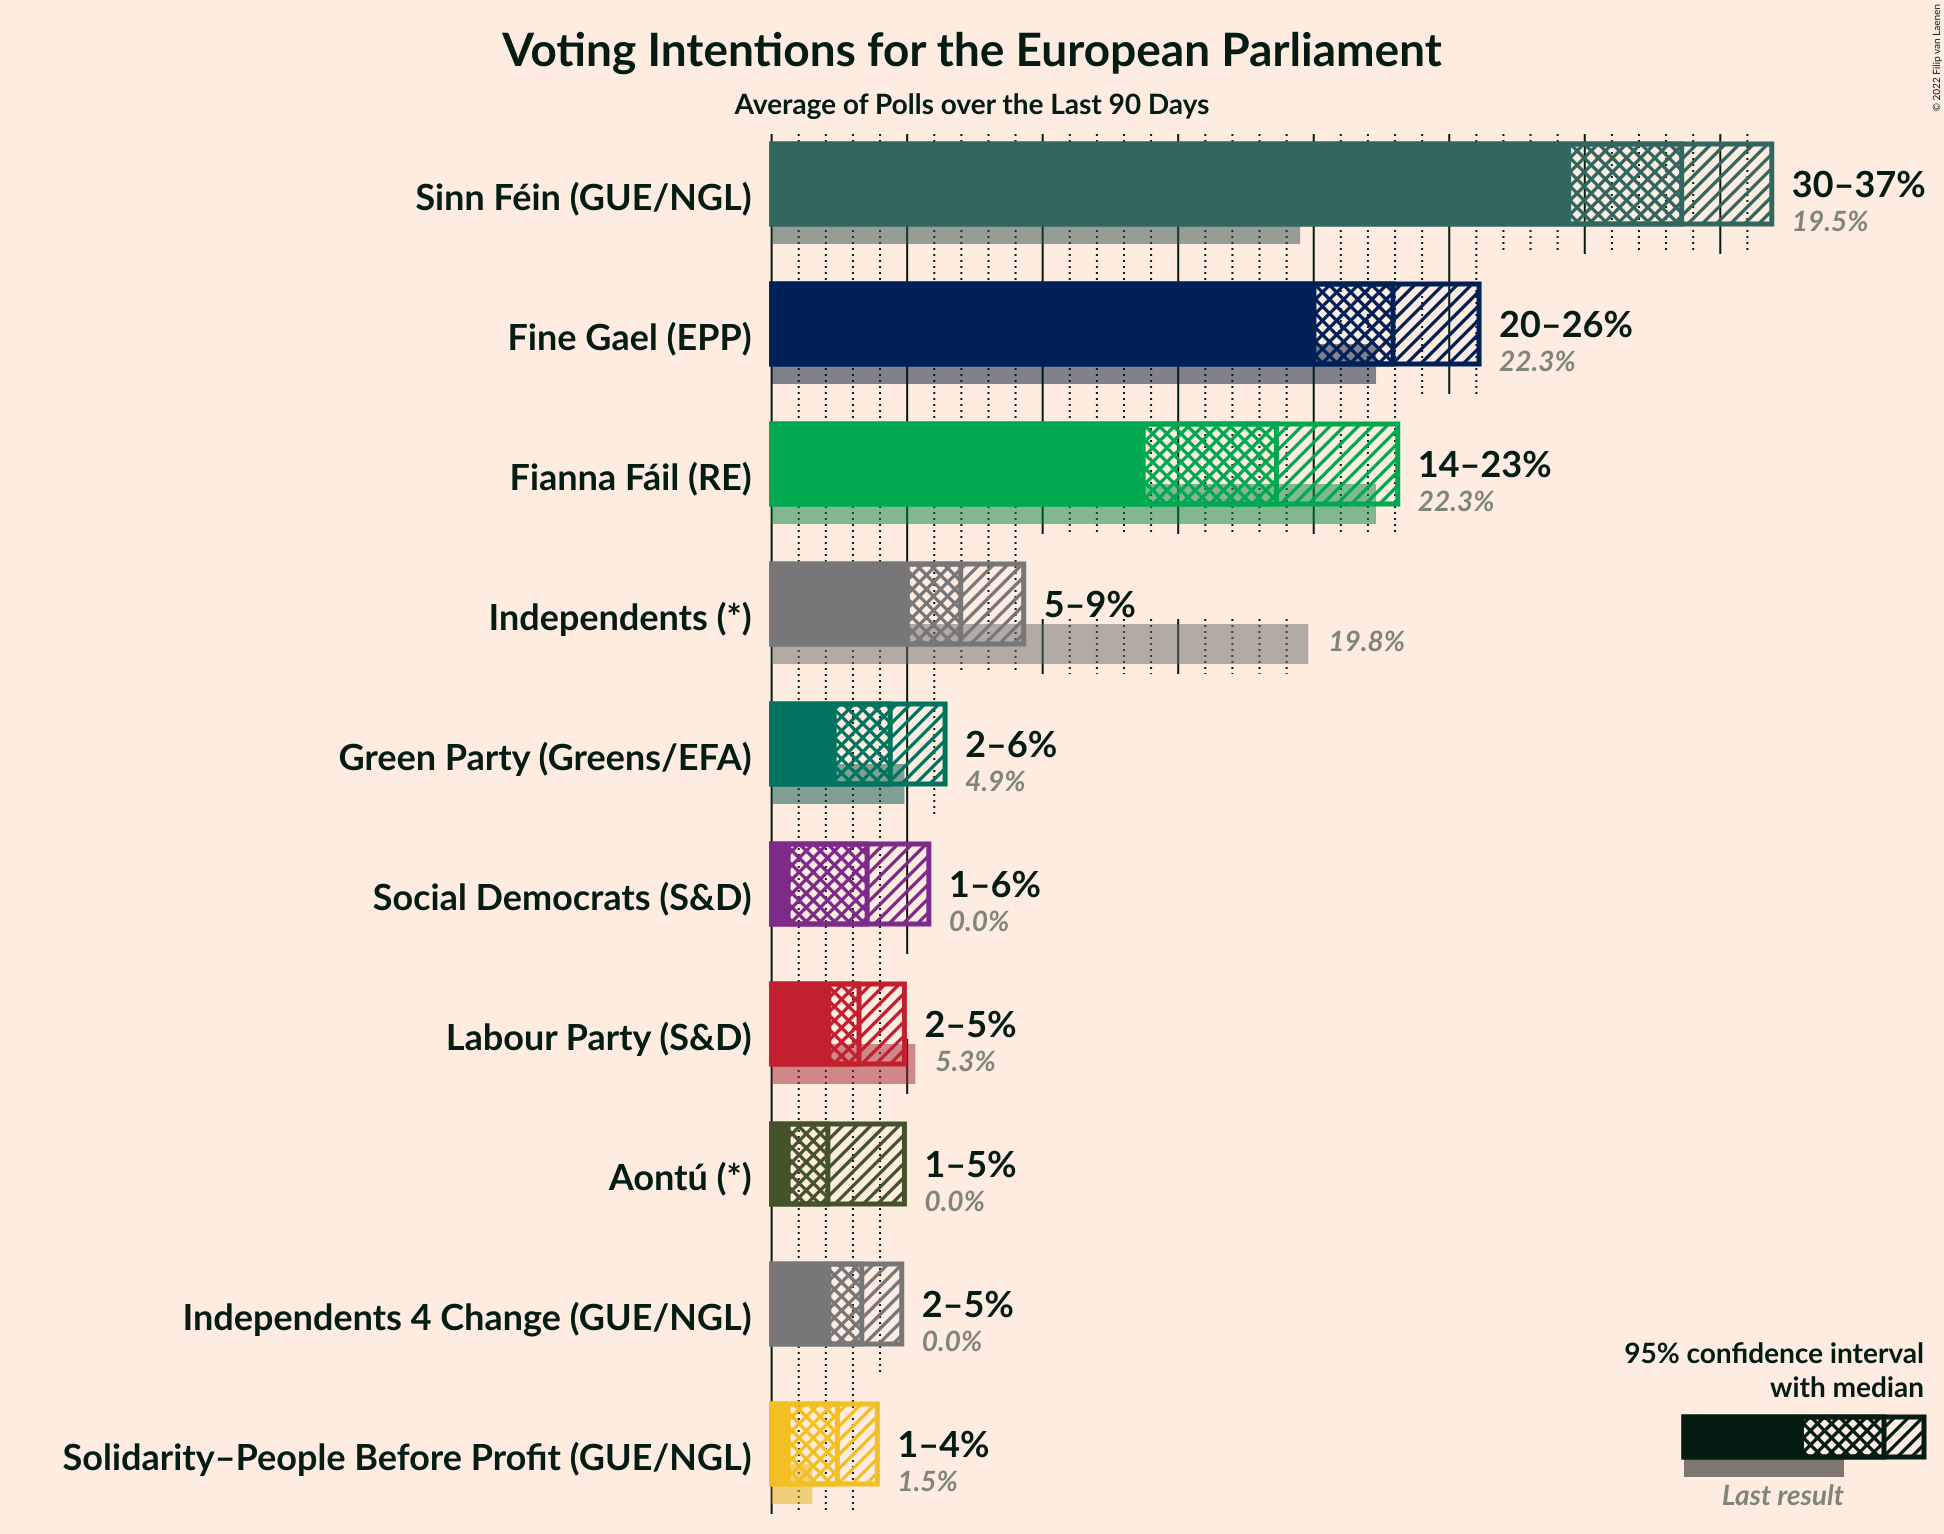 Voting Intentions for the European Parliament
Average of Polls over the Last 90 Days
© 2022 Filip van Laenen
Sinn Féin (GUE/NGL)
30–37%
19.5%
Fine Gael (EPP)
20–26%
22.3%
Fianna Fáil (RE)
14–23%
22.3%
Independents (*)
5–9%
19.8%
Green Party (Greens/EFA)
2–6%
4.9%
Social Democrats (S&D)
1–6%
0.0%
Labour Party (S&D)
2–5%
5.3%
Aontú (*)
1–5%
0.0%
Independents 4 Change (GUE/NGL)
2–5%
0.0%
Solidarity–People Before Profit (GUE/NGL)
1–4%
1.5%
95% confidence interval
with median
Last result